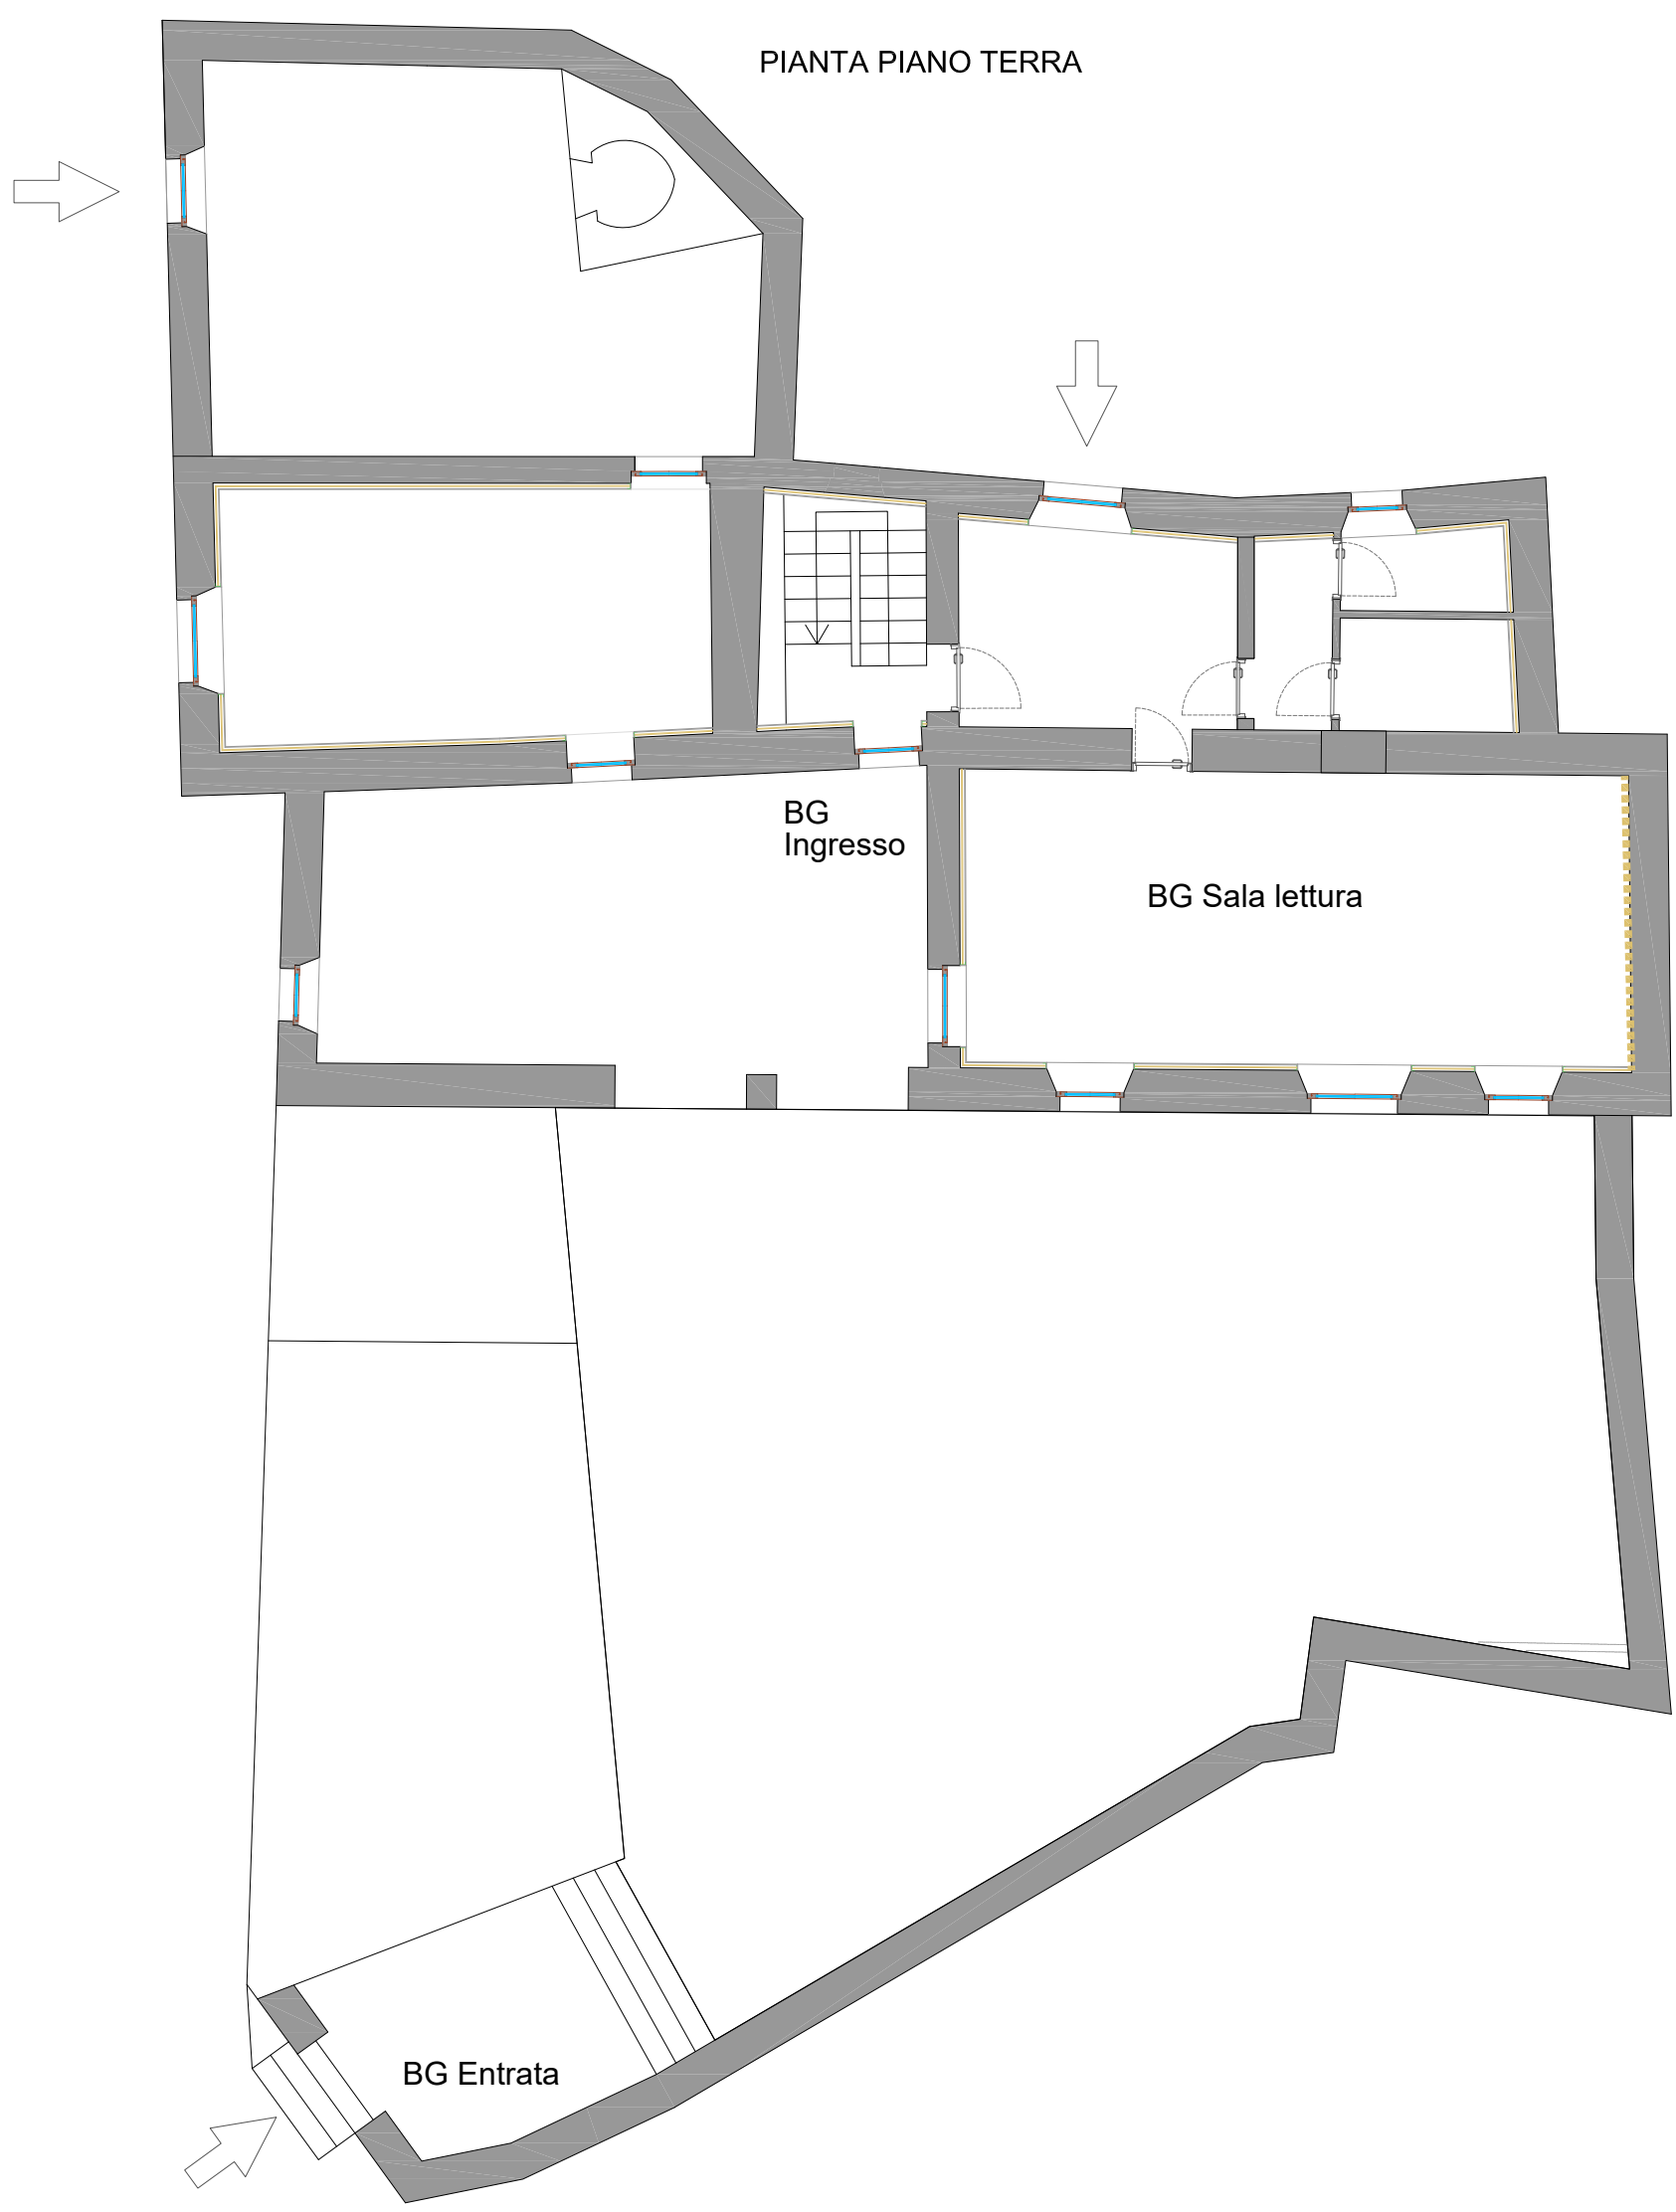 PIANTA PIANO TERRA
BG
Ingresso
BG Sala lettura
BG Entrata